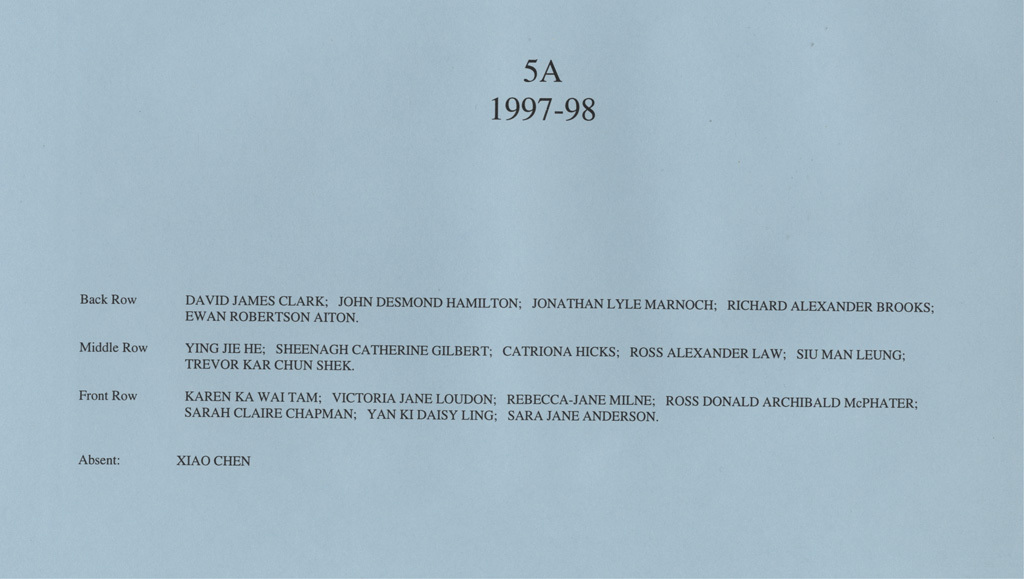 5A
1997-98
Back Row DAVID JAMES CLARK; JOHN DESMOND HAMILTON; JONATHAN LYLE MARNOCH; RICHARD ALEXANDER BROOKS;
EWAN ROBERTSON AITON.
Middle Row YING JIE HE; SHEENAGH CATHERINE GILBERT; CATRIONA HICKS; ROSS ALEXANDER LAW; SIU MAN LEUNG;
TREVOR KAR CHUN SHEK.
Front Row KAREN KA WAI TAM; VICTORIA JANE LOUDON; REBECCA-JANE MILNE; ROSS DONALD ARCHIBALD McPHATER;
SARAH CLAIRE CHAPMAN; YAN KI DAISY LING; SARA JANE ANDERSON.
Absent: XIAO CHEN